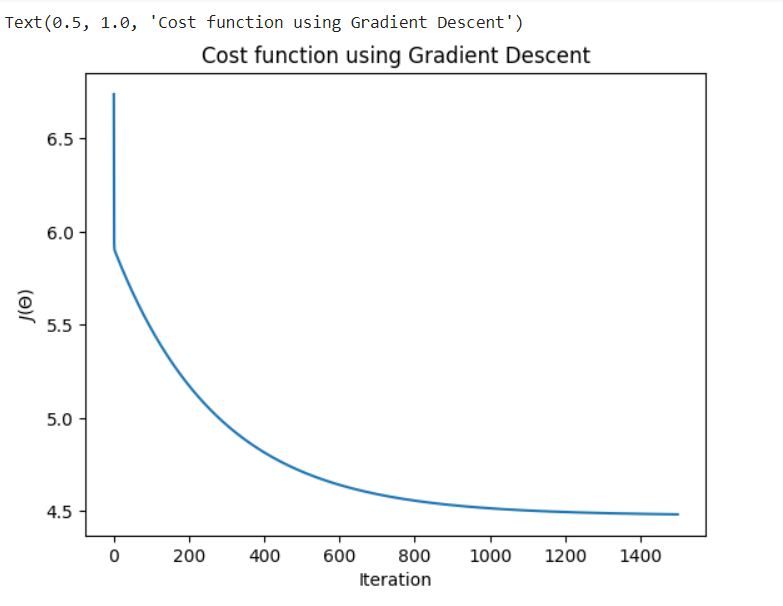 Text(0.5, 1.0, 'Cost function using Gradient Descent')
Cost function using Gradient Descent
6.5
6.0
5.5
5.0
4.5
J(Θ)
0 200 400 600 800 1000 1200 1400
Iteration